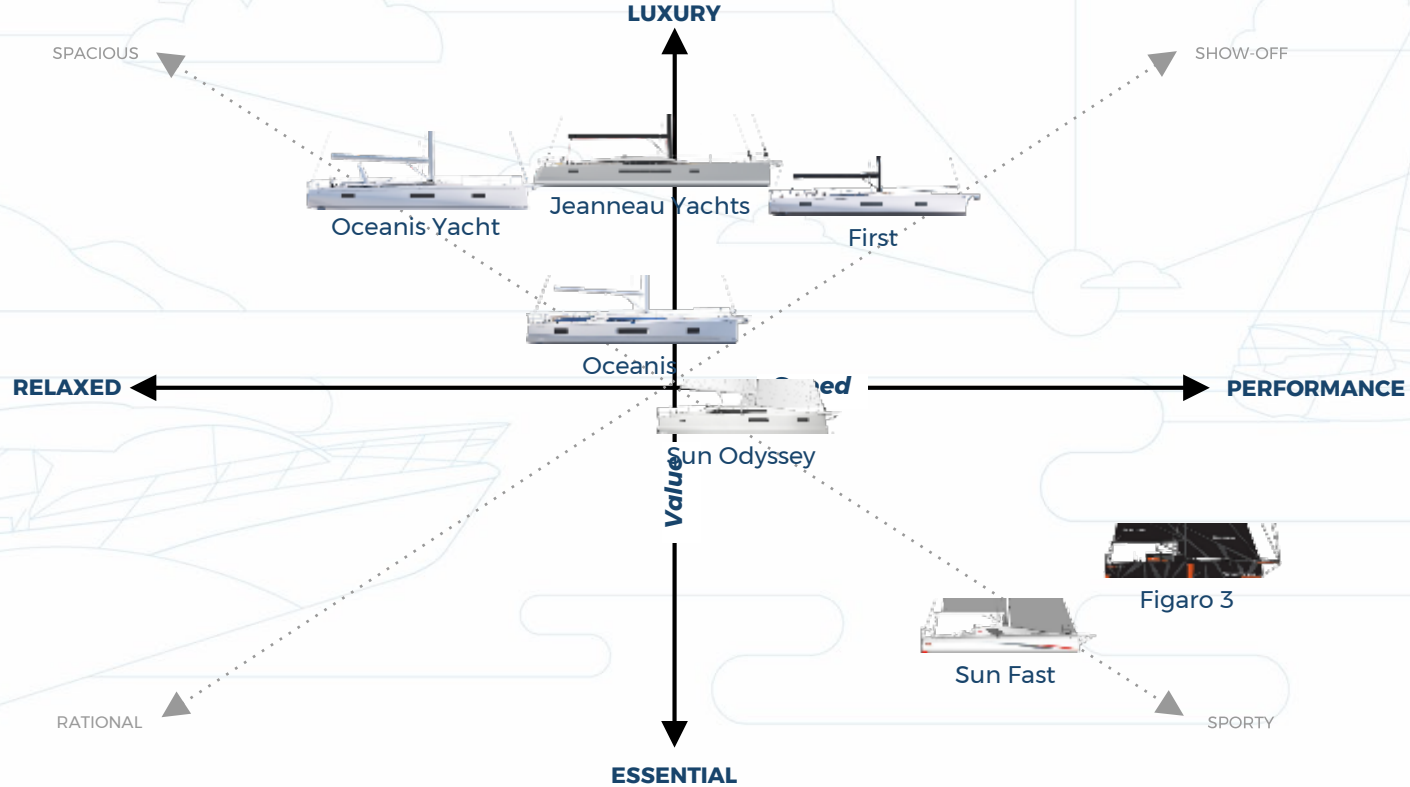 LUXURY
SPACIOUS
SHOW-OFF
Jeanneau Yachts
Oceanis Yacht
First
Oceanis
RELAXED
PERFORMANCE
Sun Odyssey
Value
Figaro 3
Sun Fast
RATIONAL
SPORTY
ESSENTIAL